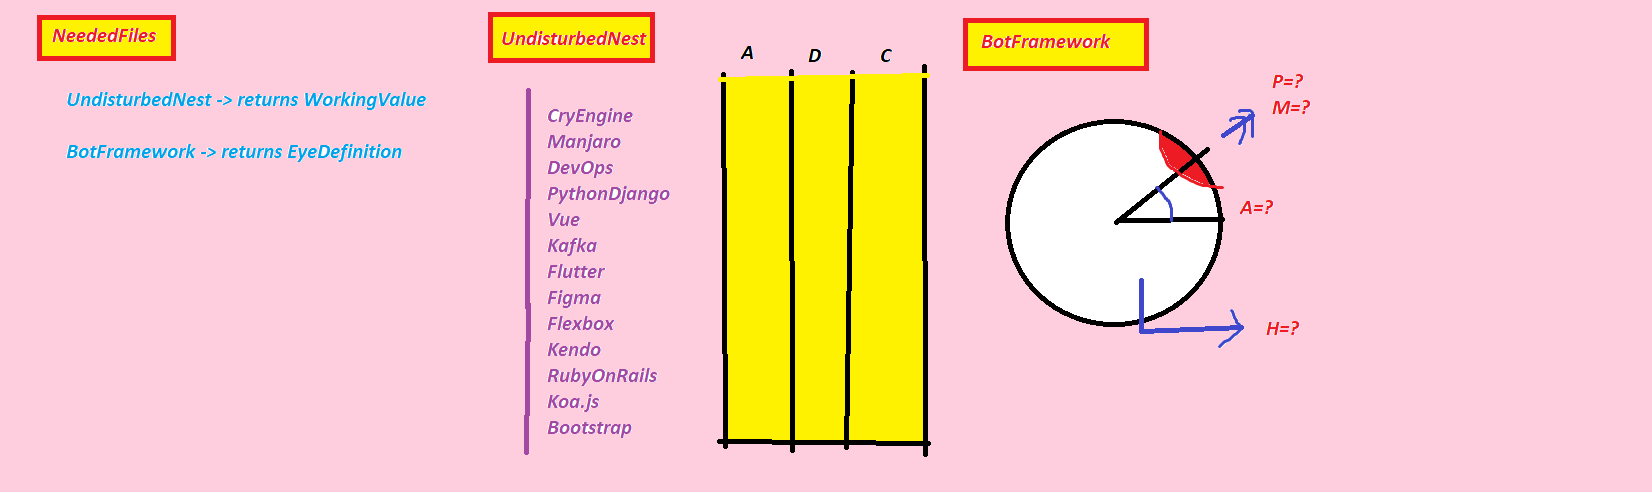 NeededFiles
UndisturbedNest -> returns WorkingValue
BotFramework -> returns EyeDefinition
UndisturbedNest
CryEngine
Manjaro
DevOps
PythonDjango
Vue
Kafka
Flutter
Figma
Flexbox
Kendo
RubyOnRails
Koa.js
Bootstrap
A D C
BotFramework
P=?
M=?
A=?
H=?